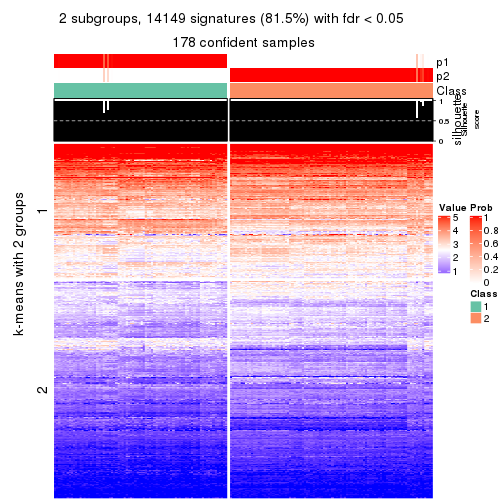 2 subgroups, 14149 signatures (81.5%) with fdr < 0.05
178 confident samples
p1
p2
Class
1
0.5
0
silhouette
Silhouette
score
k-means with 2 groups
1
2
Value
5
4
3
2
1
Prob
1
0.8
0.6
0.4
0.2
0
Class
1
2